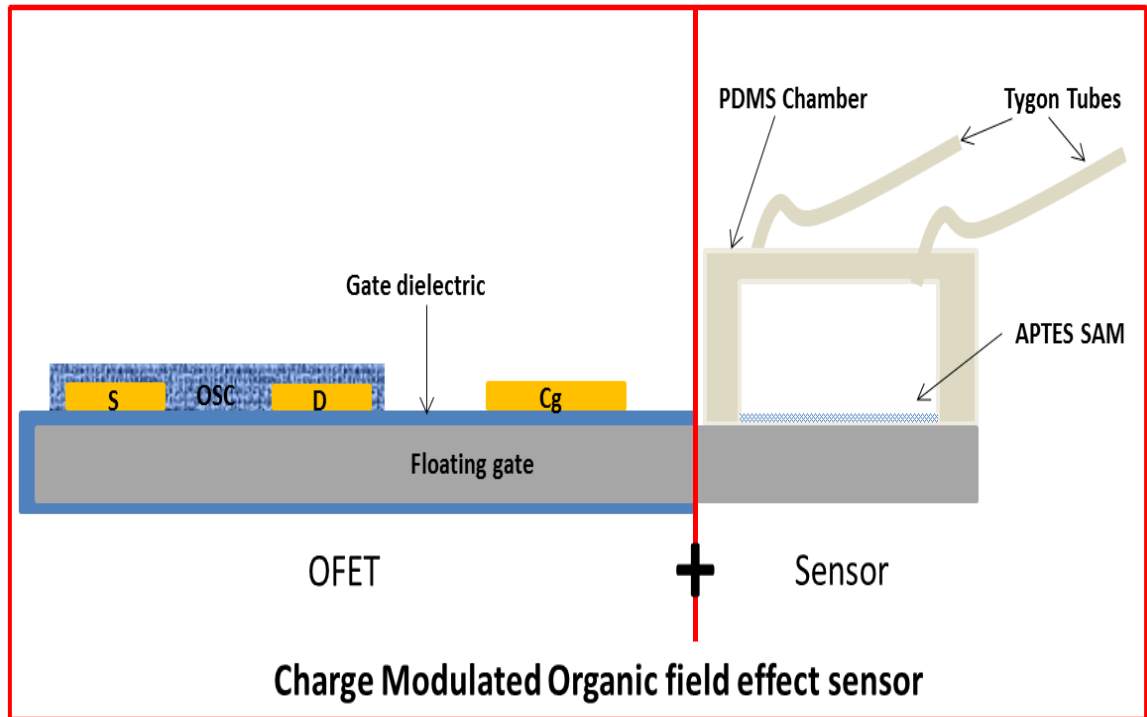 PDMS Chamber
Tygon Tubes
Gate dielectric
APTES SAM
S
OSC
D
Cg
Floating gate
OFET
+
Sensor
Charge Modulated Organic field effect sensor